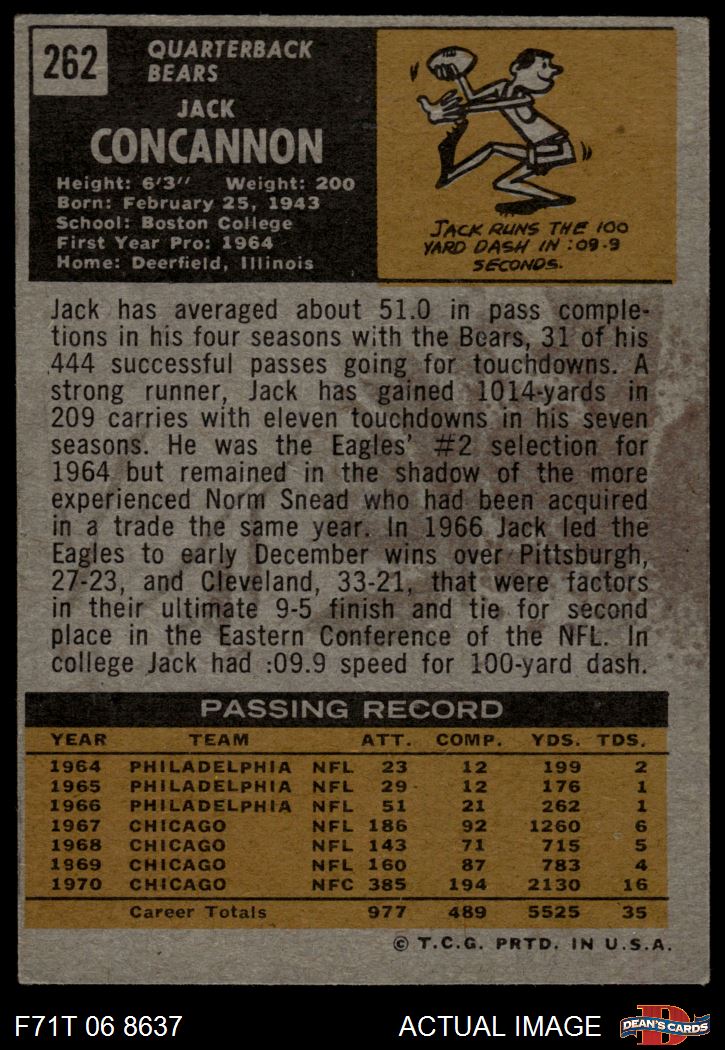 262
QUARTERBACK
BEARS
JACK
CONCANNON
Height: 6'3" Weight: 200
Born: February 25, 1943
School: Boston College
First Year Pro: 1964
Home: Deerfield, Illinois
JACK RUNS THE 100
YARD DASH IN :09.9
SECONDS.
Jack has averaged about 51.0 in pass comple-
tions in his four seasons with the Bears, 31 of his
444 successful passes going for touchdowns. A
strong runner, Jack has gained 1014-yards in
209 carries with eleven touchdowns in his seven
seasons. He was the Eagles' #2 selection for
1964 but remained in the shadow of the more
experienced Norm Snead who had been acquired
in a trade the same year. In 1966 Jack led the
Eagles to early December wins over Pittsburgh,
27-23, and Cleveland, 33-21, that were factors
in their ultimate 9-5 finish and tie for second
place in the Eastern Conference of the NFL. In
college Jack had :09.9 speed for 100-yard dash.
PASSING RECORD
YEAR TEAM ATT. COMP. YDS. TDS.
1964 PHILADELPHIA NFL 23 12 199 2
1965 PHILADELPHIA NFL 29 12 176 1
1966 PHILADELPHIA NFL 51 21 262 1
1967 CHICAGO NFL 186 92 1260 6
1968 CHICAGO NFL 143 71 715 5
1969 CHICAGO NFL 160 87 783 4
1970 CHICAGO NFC 385 194 2130 16
Career Totals 977 489 5525 35
© T.C.G. PRTD. IN U.S.A.
F71T 06 8637 ACTUAL IMAGE D DEAN'S CARDS